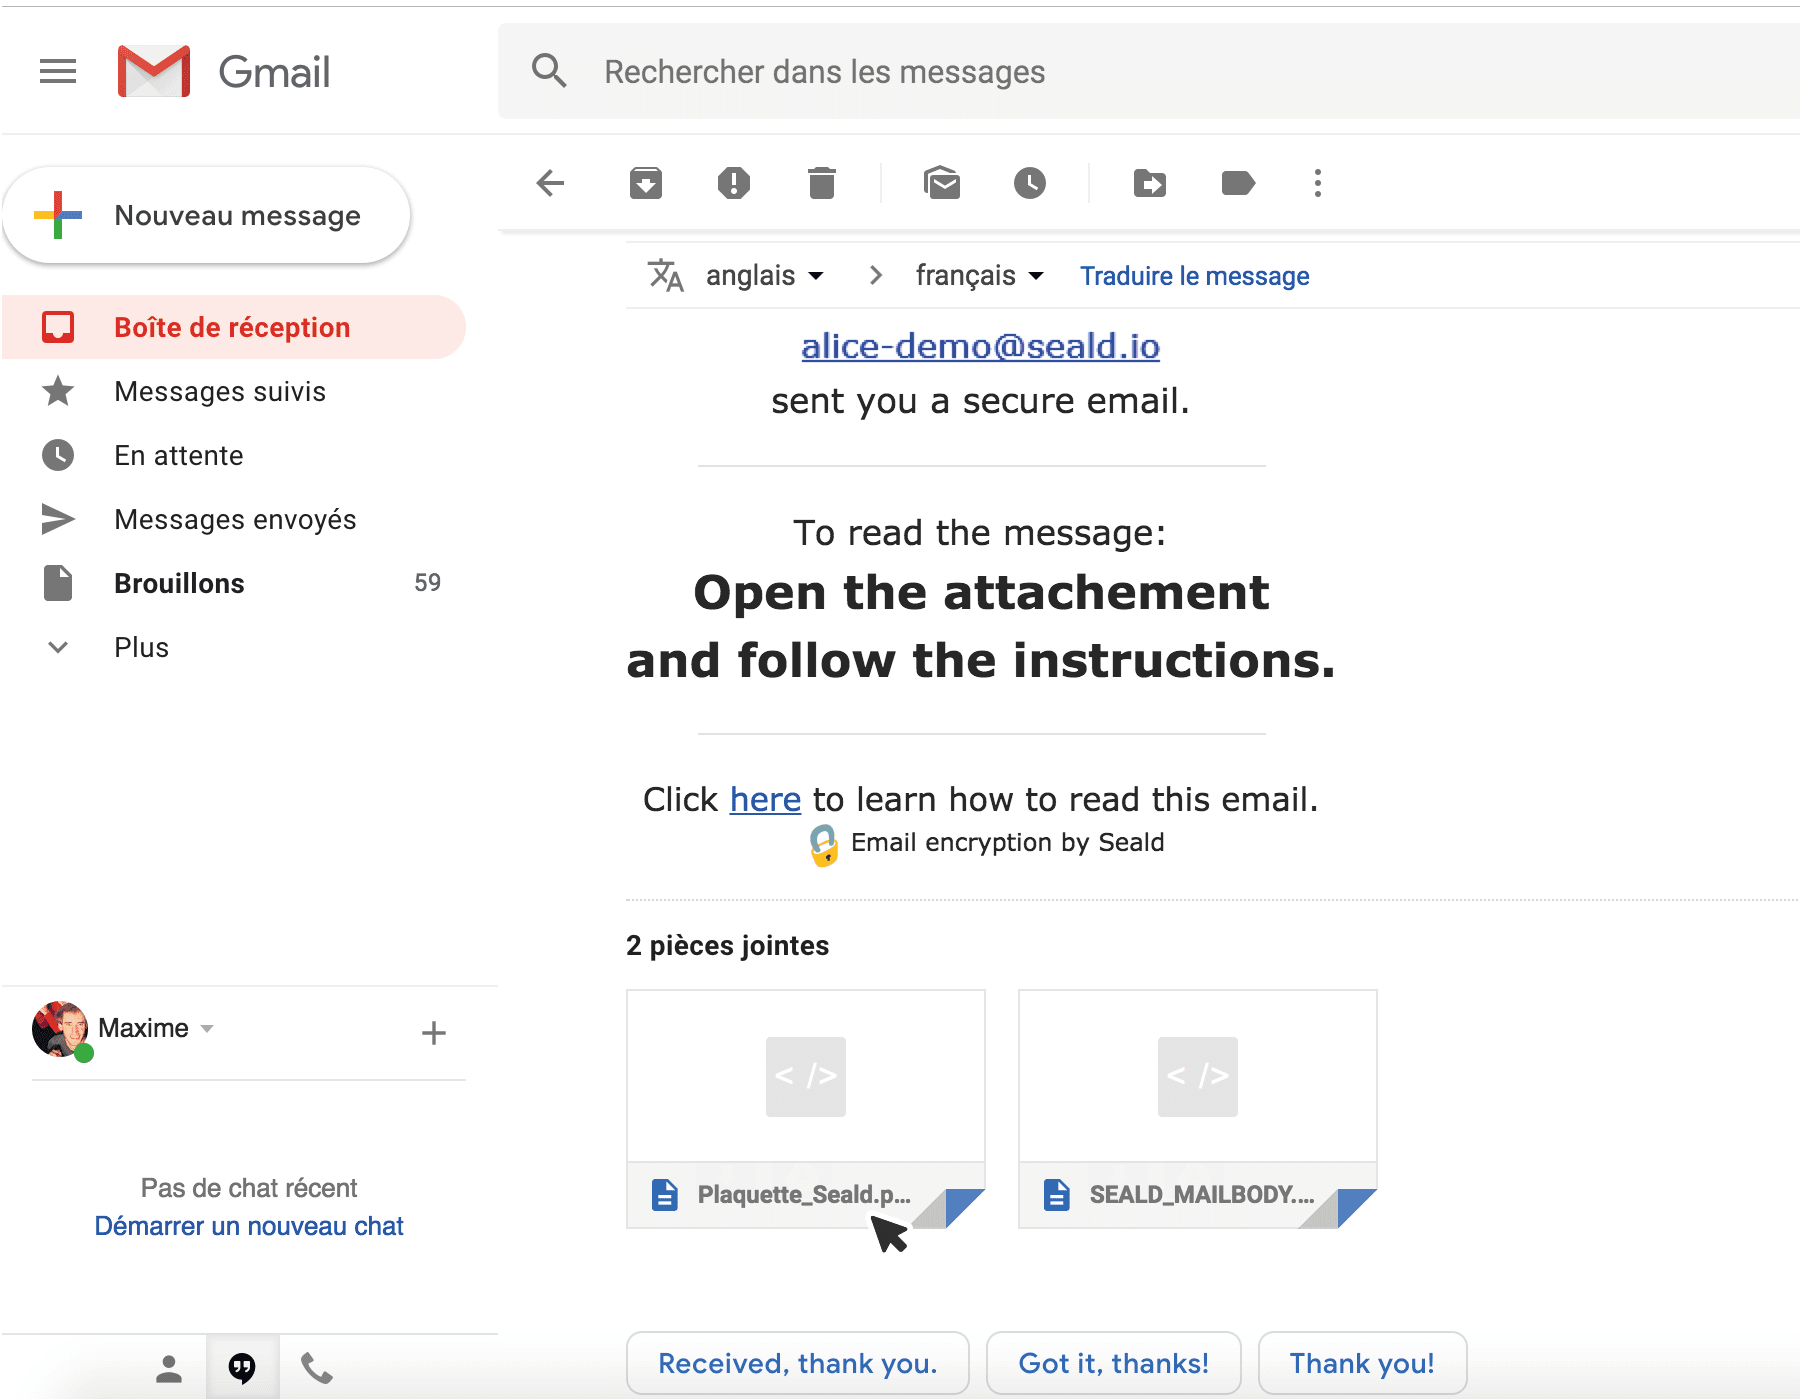 Gmail
Rechercher dans les messages
Nouveau message
Boîte de réception
Messages suivis
En attente
Messages envoyés
Brouillons 59
Plus
anglais français Traduire le message
alice-demo@seald.io
sent you a secure email.
To read the message:
Open the attachement
and follow the instructions.
Click here to learn how to read this email.
Email encryption by Seald
2 pièces jointes
</>
</>
Plaquette_Seald.p...
SEALD_MAILBODY....
Maxime
Pas de chat récent
Démarrer un nouveau chat
Received, thank you.
Got it, thanks!
Thank you!